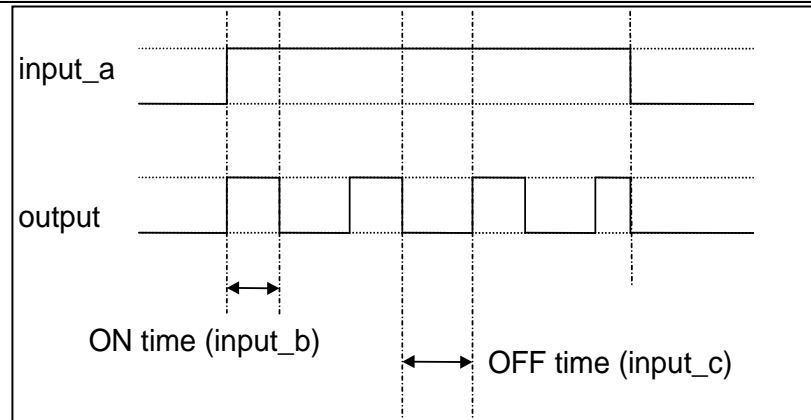 input_a
output
ON time (input_b)
OFF time (input_c)